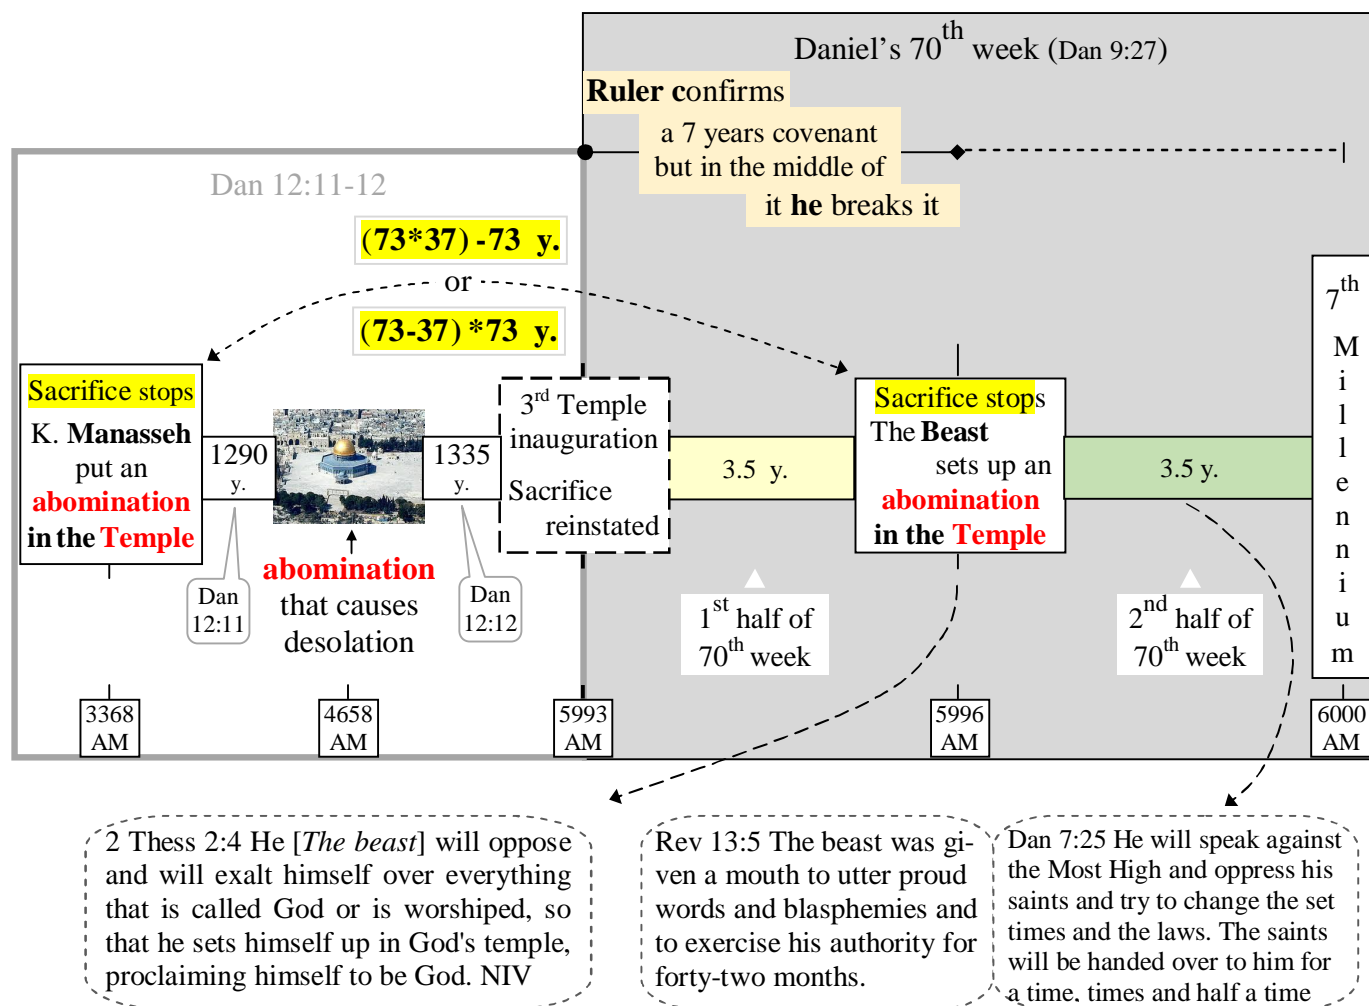 Daniel's 70th week (Dan 9:27)
Ruler confirms
a 7 years covenant
but in the middle of
it he breaks it
Dan 12:11-12
(73*37) -73 y.
or
(73-37) *73 y.
7th
M
i
l
l
e
n
n
i
u
m
Sacrifice stops
K. Manasseh
put an
abomination
in the Temple
1290
y.
1335
y.
3rd Temple
inauguration
Sacrifice
reinstated
3.5 y.
Sacrifice stops
The Beast
sets up an
abomination
in the Temple
3.5 y.
Dan
12:11
abomination
that causes
desolation
Dan
12:12
1st half of
70th week
2nd half of
70th week
3368
AM
4658
AM
5993
AM
5996
AM
6000
AM
2 Thess 2:4 He [The beast] will oppose
and will exalt himself over everything
that is called God or is worshiped, so
that he sets himself up in God's temple,
proclaiming himself to be God. NIV
Rev 13:5 The beast was gi-
ven a mouth to utter proud
words and blasphemies and
to exercise his authority for
forty-two months.
Dan 7:25 He will speak against
the Most High and oppress his
saints and try to change the set
times and the laws. The saints
will be handed over to him for
a time, times and half a time